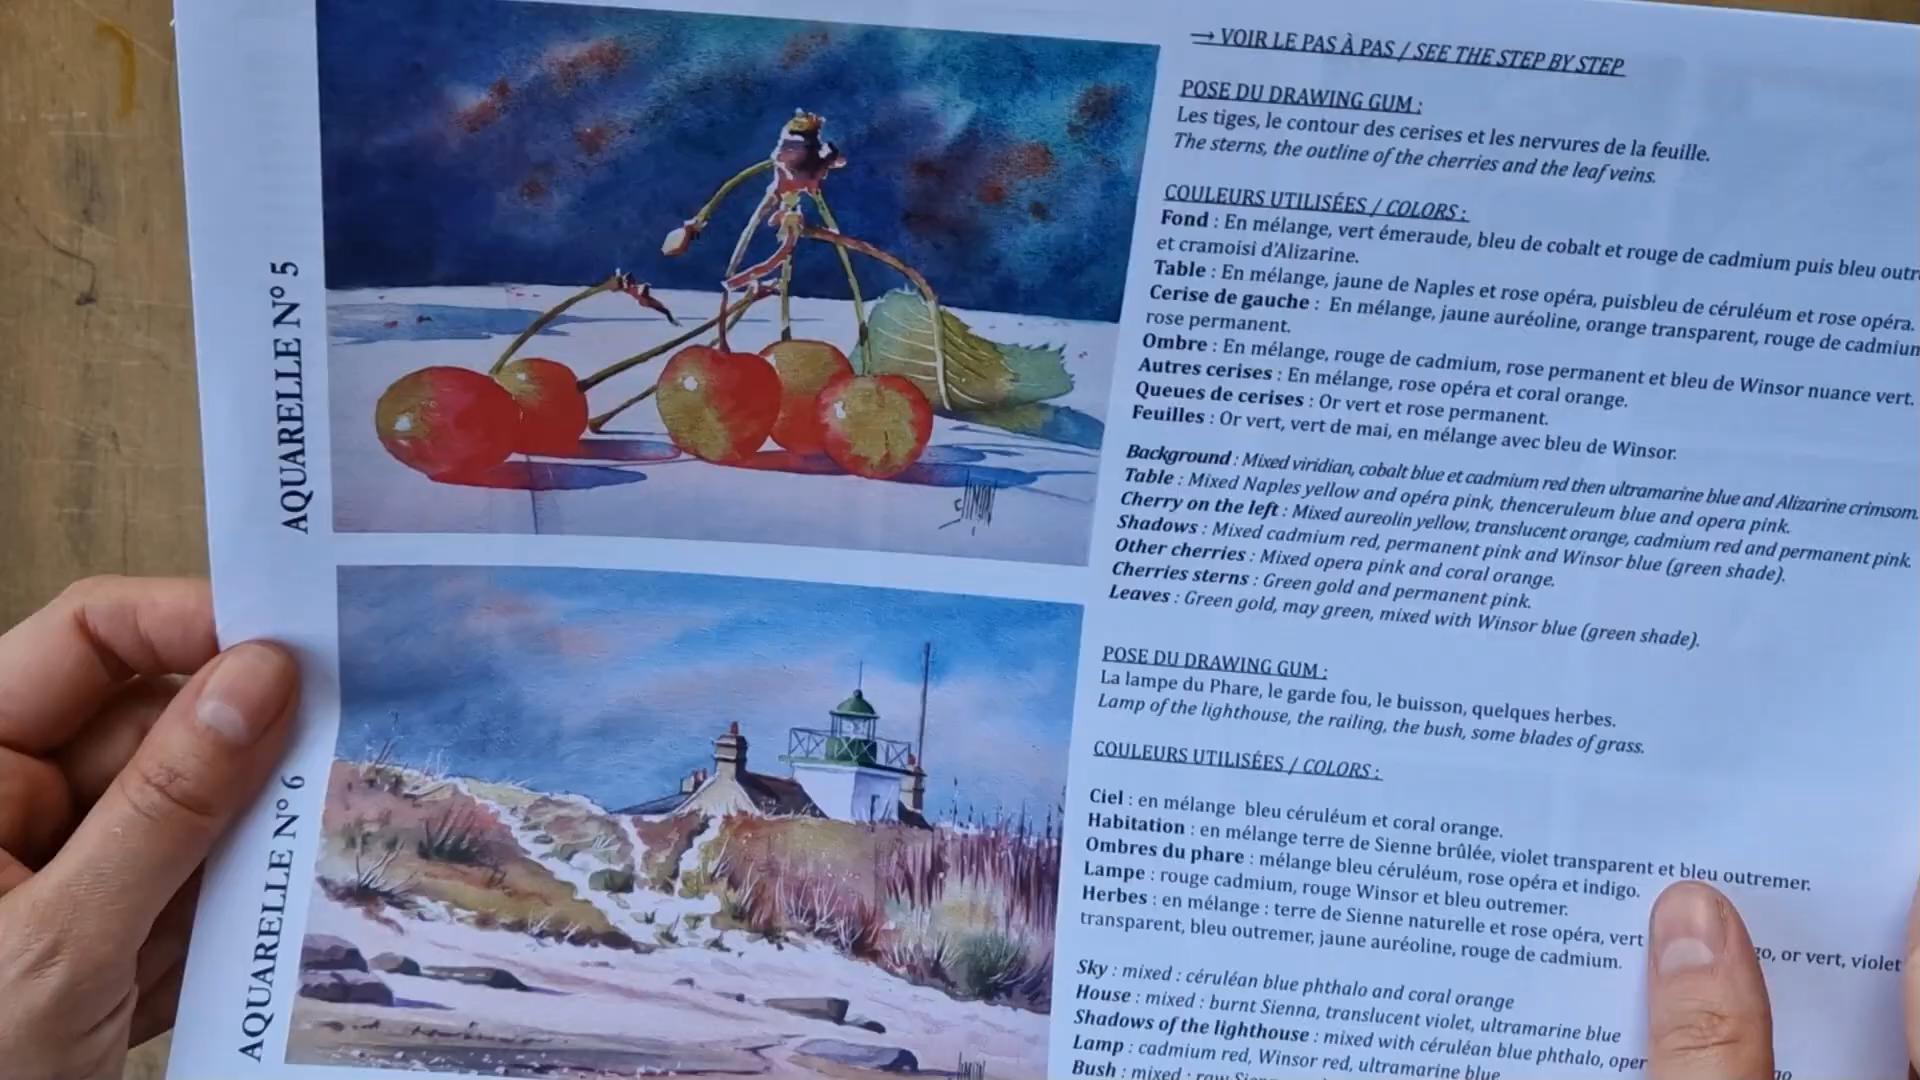 AQUARELLE N° 5
→ VOIR LE PAS À PAS / SEE THE STEP BY STEP
POSE DU DRAWING GUM :
Les tiges, le contour des cerises et les nervures de la feuille.
The sterns, the outline of the cherries and the leaf veins.
COULEURS UTILISÉES / COLORS :
Fond : En mélange, vert émeraude, bleu de cobalt et rouge de cadmium puis bleu
et cramoisi d'Alizarine.
Table : En mélange, jaune de Naples et rose opéra, puisbleu de céruléum et rose opéra.
Cerise de gauche : En mélange, jaune auréoline, orange transparent, rouge de cadmium
rose permanent.
Ombre : En mélange, rouge de cadmium, rose permanent et bleu de Winsor nuance vert.
Autres cerises : En mélange, rose opéra et coral orange.
Queues de cerises : Or vert et rose permanent.
Feuilles : Or vert, vert de mai, en mélange avec bleu de Winsor.
Background : Mixed viridian, cobalt blue et cadmium red then ultramarine blue and Alizarine crimsom.
Table : Mixed Naples yellow and opéra pink, thenceruleum blue and opera pink.
Cherry on the left : Mixed aureolin yellow, translucent orange, cadmium red and permanent pink.
Shadows : Mixed cadmium red, permanent pink and Winsor blue (green shade).
Other cherries : Mixed opera pink and coral orange.
Cherries sterns : Green gold and permanent pink.
Leaves : Green gold, may green, mixed with Winsor blue (green shade).
AQUARELLE N° 6
POSE DU DRAWING GUM :
La lampe du Phare, le garde fou, le buisson, quelques herbes.
Lamp of the lighthouse, the railing, the bush, some blades of grass.
COULEURS UTILISÉES / COLORS :
Ciel : en mélange bleu céruléum et coral orange.
Habitation : en mélange terre de Sienne brûlée, violet transparent et bleu outremer.
Ombres du phare : mélange bleu céruléum, rose opéra et indigo.
Lampe : rouge cadmium, rouge Winsor et bleu outremer.
Herbes : en mélange : terre de Sienne naturelle et rose opéra, vert or vert, violet
transparent, bleu outremer, jaune auréoline, rouge de cadmium.
Sky : mixed : céruléan blue phthalo and coral orange
House : mixed : burnt Sienna, translucent violet, ultramarine blue
Shadows of the lighthouse : mixed with céruléan blue phthalo,
Lamp : cadmium red, Winsor red, ultramarine blue
Bush : mixed : raw